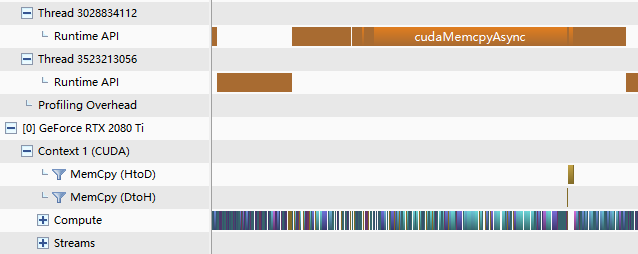 Thread 3028834112
Runtime API
cudaMemcpyAsync
Thread 3523213056
Runtime API
Profiling Overhead
[0] GeForce RTX 2080 Ti
Context 1 (CUDA)
MemCpy (HtoD)
MemCpy (DtoH)
Compute
Streams